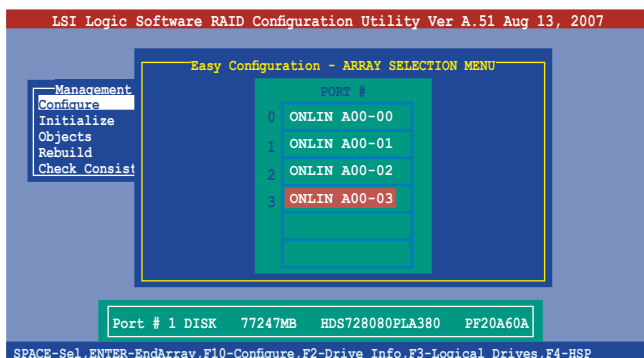 LSI Logic Software RAID Configuration Utility Ver A.51 Aug 13, 2007
Easy Configuration - ARRAY SELECTION MENU
Management
Configure
Initialize
Objects
Rebuild
Check Consist
PORT #
0 ONLIN A00-00
1 ONLIN A00-01
2 ONLIN A00-02
3 ONLIN A00-03
Port # 1 DISK 77247MB HDS728080PLA380 PF20A60A
SPACE-Sel,ENTER-EndArray,F10-Configure,F2-Drive Info,F3-Logical Drives,F4-HSP